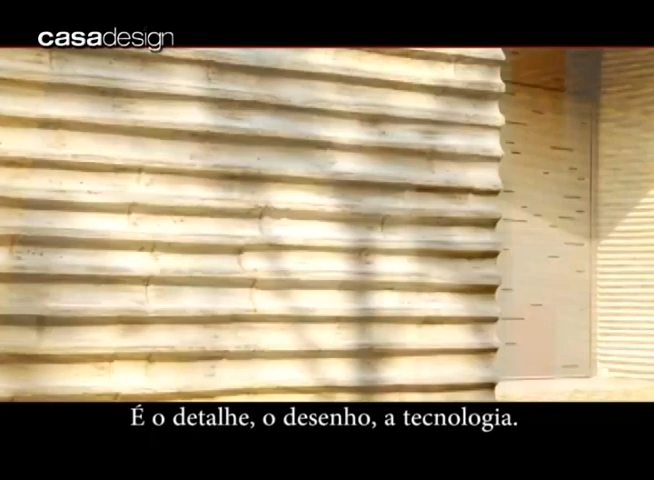 casadesign
É o detalhe, o desenho, a tecnologia.